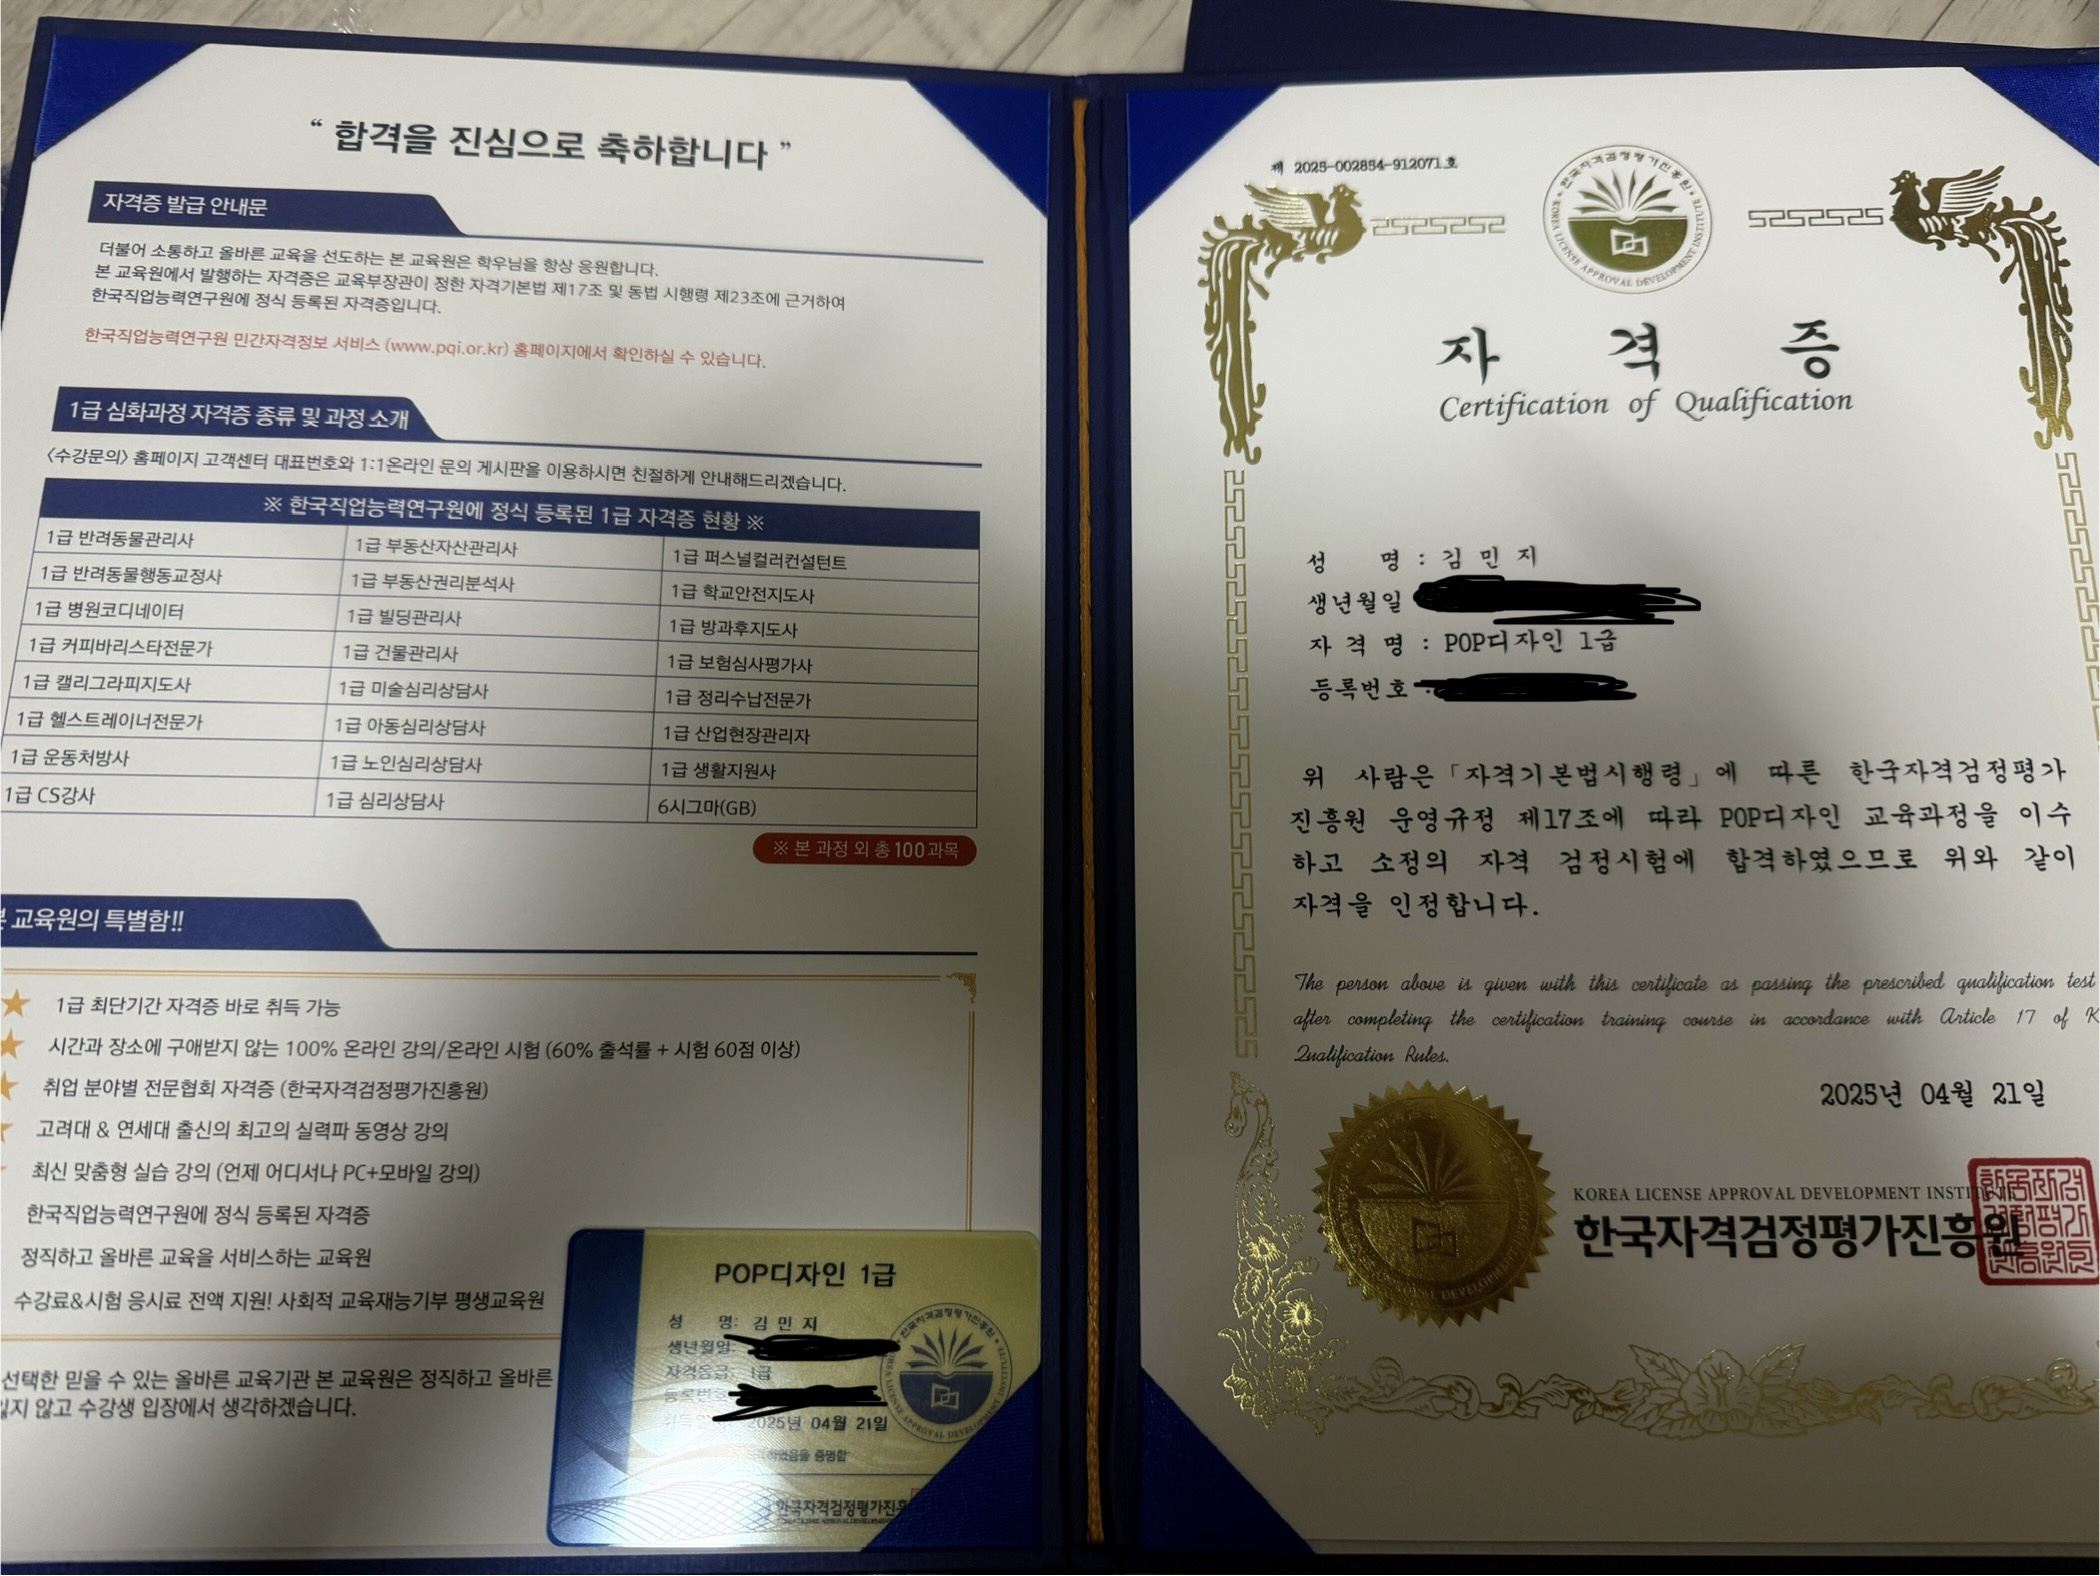 “ 합격을 진심으로 축하합니다 ”
자격증 발급 안내문
더불어 소통하고 올바른 교육을 선도하는 본 교육원은 학우님을 항상 응원합니다.
본 교육원에서 발행하는 자격증은 교육부장관이 정한 자격기본법 제17조 및 동법 시행령 제23조에 근거하여
한국직업능력연구원에 정식 등록된 자격증입니다.
한국직업능력연구원 민간자격정보 서비스 (www.pqi.or.kr) 홈페이지에서 확인하실 수 있습니다.
1급 심화과정 자격증 종류 및 과정 소개
<수강문의> 홈페이지 고객센터 대표번호와 1:1온라인 문의 게시판을 이용하시면 친절하게 안내해드리겠습니다.
※ 한국직업능력연구원에 정식 등록된 1급 자격증 현황 ※
1급 반려동물관리사 1급 부동산자산관리사 1급 퍼스널컬러컨설턴트
1급 반려동물행동교정사 1급 부동산권리분석사 1급 학교안전지도사
1급 병원코디네이터 1급 빌딩관리사 1급 방과후지도사
1급 커피바리스타전문가 1급 건물관리사 1급 보험심사평가사
1급 캘리그라피지도사 1급 미술심리상담사 1급 정리수납전문가
1급 헬스트레이너전문가 1급 아동심리상담사 1급 산업현장관리자
1급 운동처방사 1급 노인심리상담사 1급 생활지원사
1급 CS강사 1급 심리상담사 6시그마(GB)
※ 본 과정 외 총 100과목
본 교육원의 특별함!!
1급 최단기간 자격증 바로 취득 가능
시간과 장소에 구애받지 않는 100% 온라인 강의/온라인 시험 (60% 출석률 + 시험 60점 이상)
취업 분야별 전문협회 자격증 (한국자격검정평가진흥원)
고려대 & 연세대 출신의 최고의 실력파 동영상 강의
최신 맞춤형 실습 강의 (언제 어디서나 PC+모바일 강의)
한국직업능력연구원에 정식 등록된 자격증
정직하고 올바른 교육을 서비스하는 교육원
수강료&시험 응시료 전액 지원! 사회적 교육재능기부 평생교육원
선택한 믿을 수 있는 올바른 교육기관 본 교육원은 정직하고 올바른
잊지 않고 수강생 입장에서 생각하겠습니다.
POP디자인 1급
성 명: 김 민 지
생년월일:
자격등급: 1급
등록번호
2025년 04월 21일
하였음을 증명함
한국자격검정평가진흥
제 2025-002854-912071호
한국자격검정평가진흥원
KOREA LICENSE APPROVAL DEVELOPMENT INSTITUTE
자 격 증
Certification of Qualification
성 명 : 김 민 지
생년월일
자 격 명 : POP디자인 1급
등록번호 :
위 사람은 「자격기본법시행령」에 따른 한국자격검정평가
진흥원 운영규정 제17조에 따라 POP디자인 교육과정을 이수
하고 소정의 자격 검정시험에 합격하였으므로 위와 같이
자격을 인정합니다.
The person above is given with this certificate as passing the prescribed qualification test
after completing the certification training course in accordance with Article 17 of K
Qualification Rules.
2025년 04월 21일
KOREA LICENSE APPROVAL DEVELOPMENT INSTITUTE
한국자격검정평가진흥원